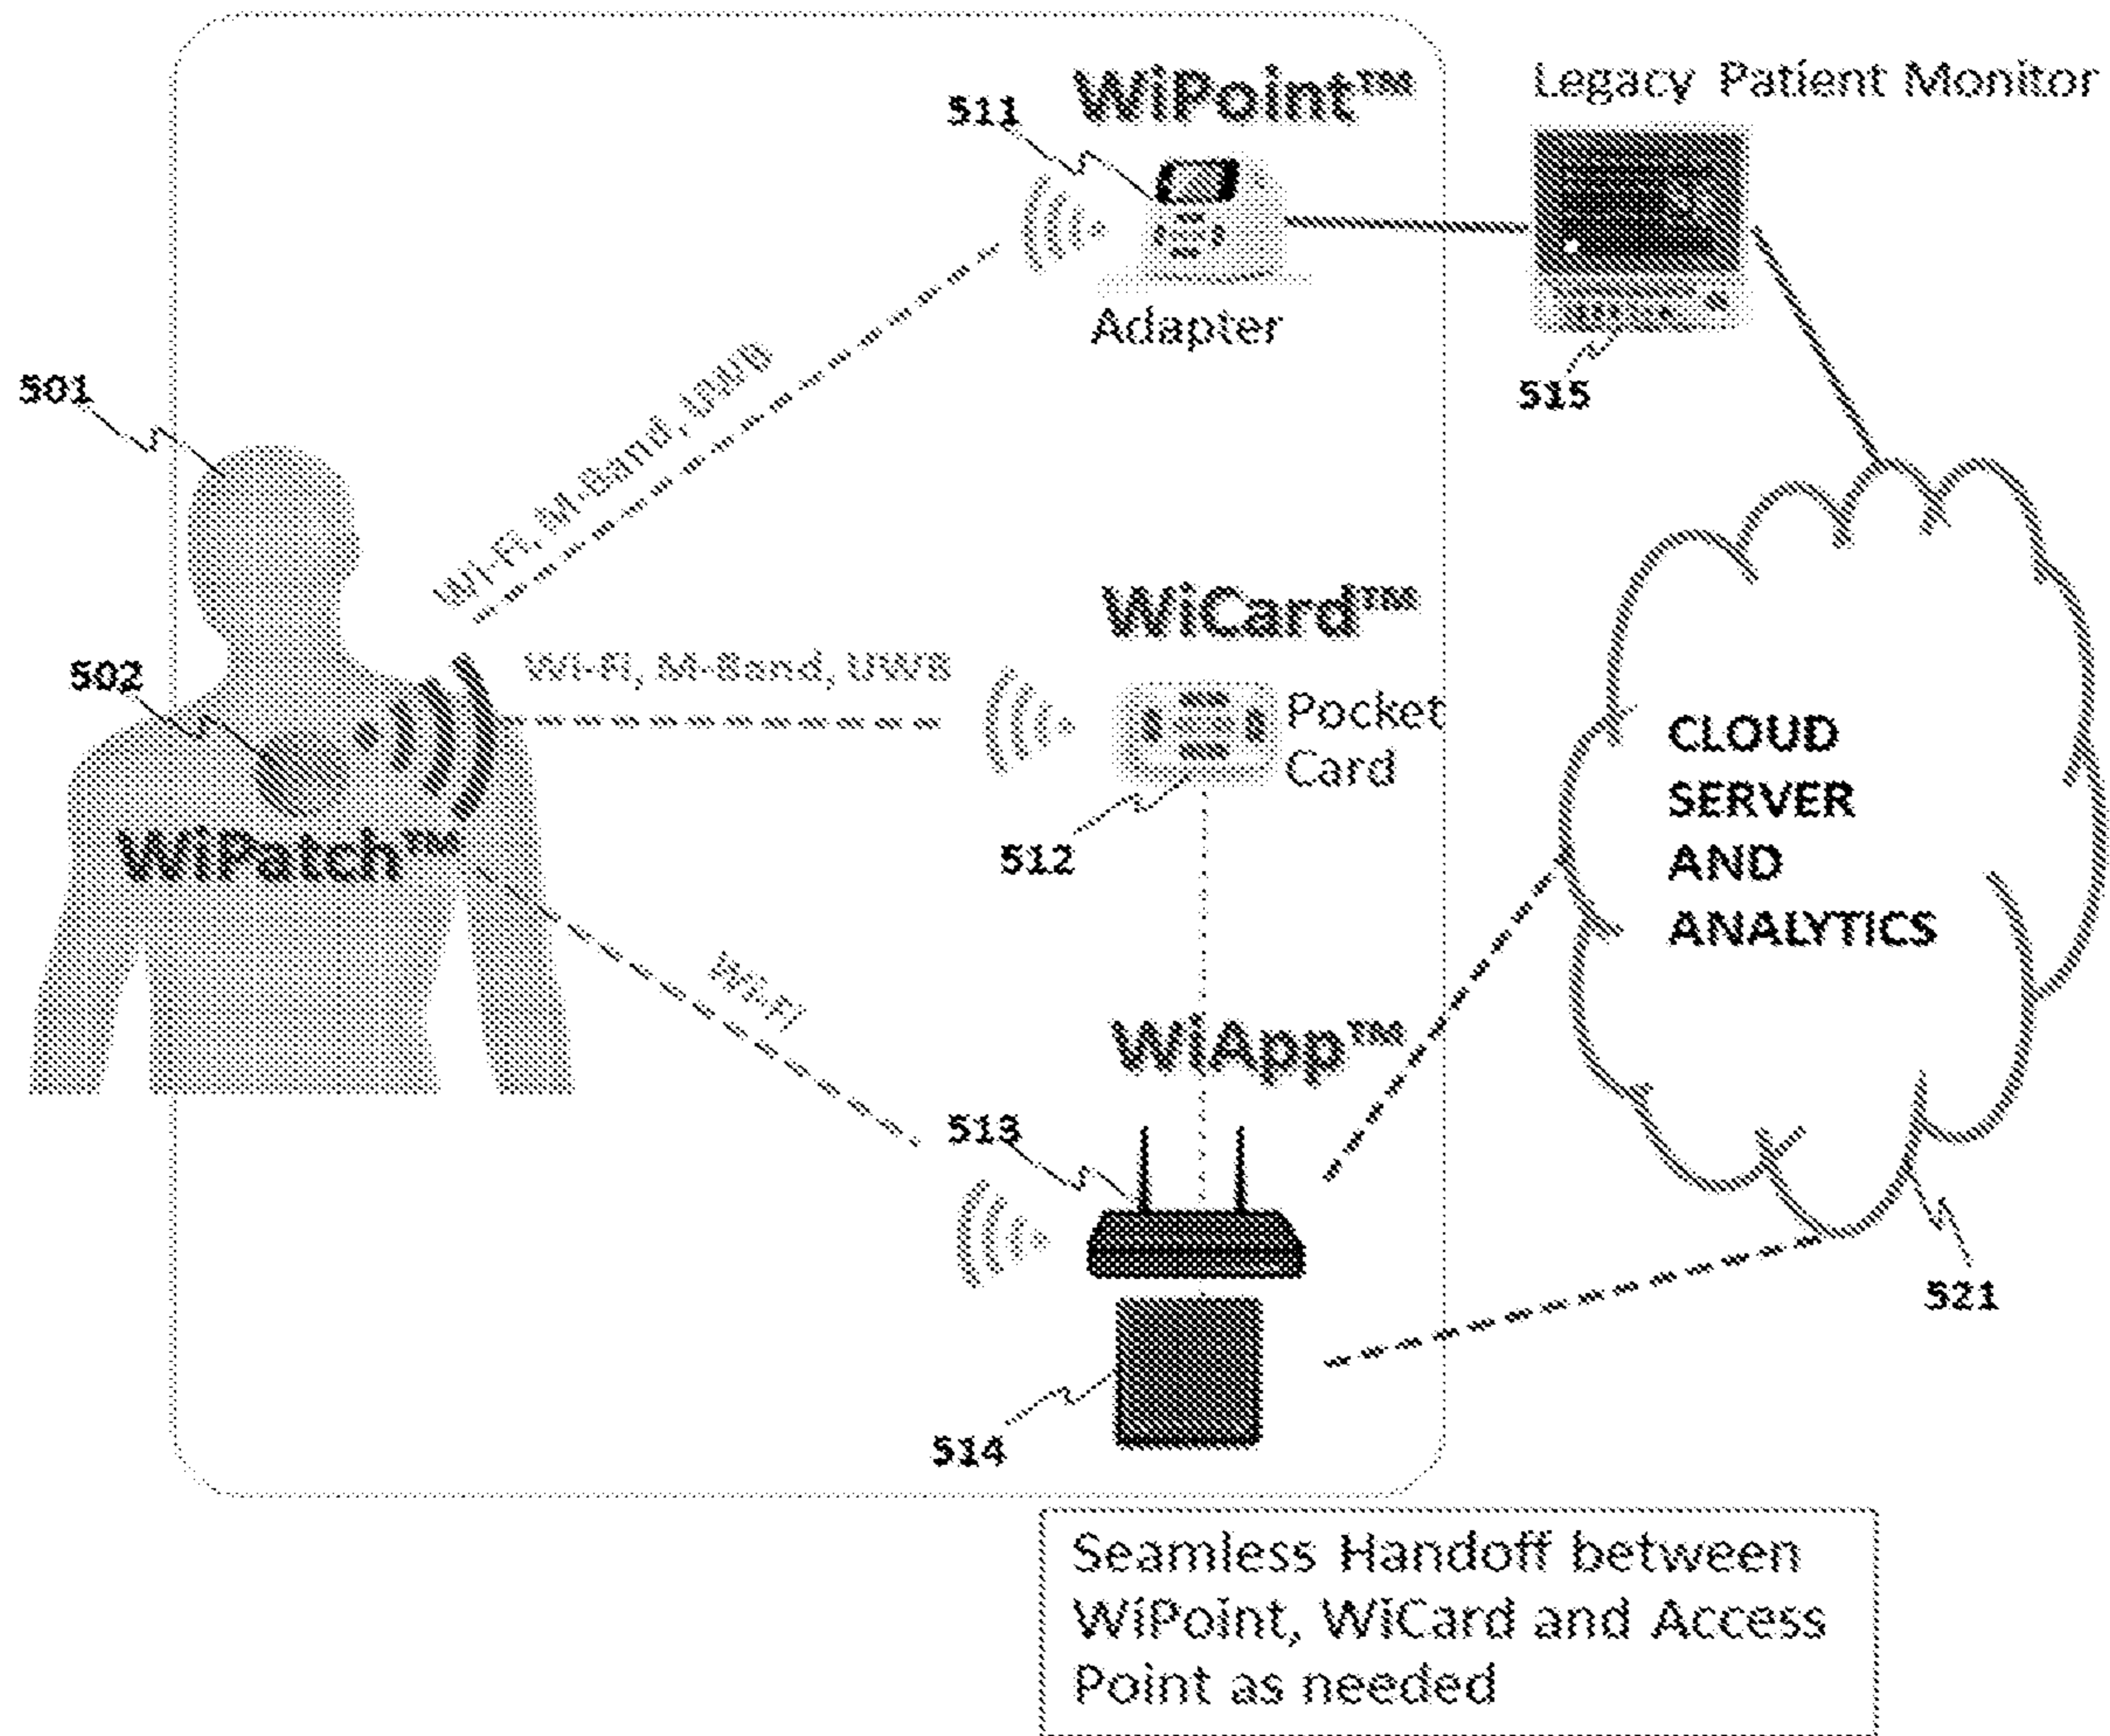 WiPoint™
Legacy Patient Monitor
511
Adapter
515
501
Wi-Fi, M-Band, UWB
WiCard™
502
Wi-Fi, M-Band, UWB
Pocket
Card
512
WiPatch™
CLOUD
SERVER
AND
ANALYTICS
Wi-Fi
WiApp™
513
514
521
Seamless Handoff between
WiPoint, WiCard and Access
Point as needed